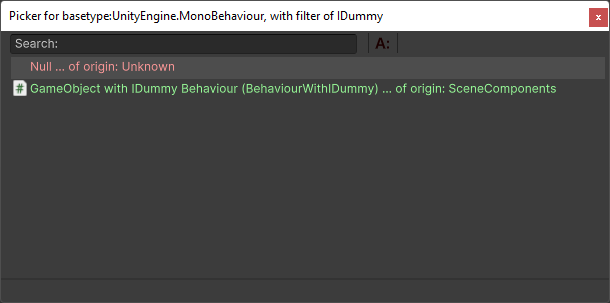 Picker for basetype:UnityEngine.MonoBehaviour, with filter of IDummy
x
Search:
A:
Null ... of origin: Unknown
# GameObject with IDummy Behaviour (BehaviourWithIDummy) ... of origin: SceneComponents